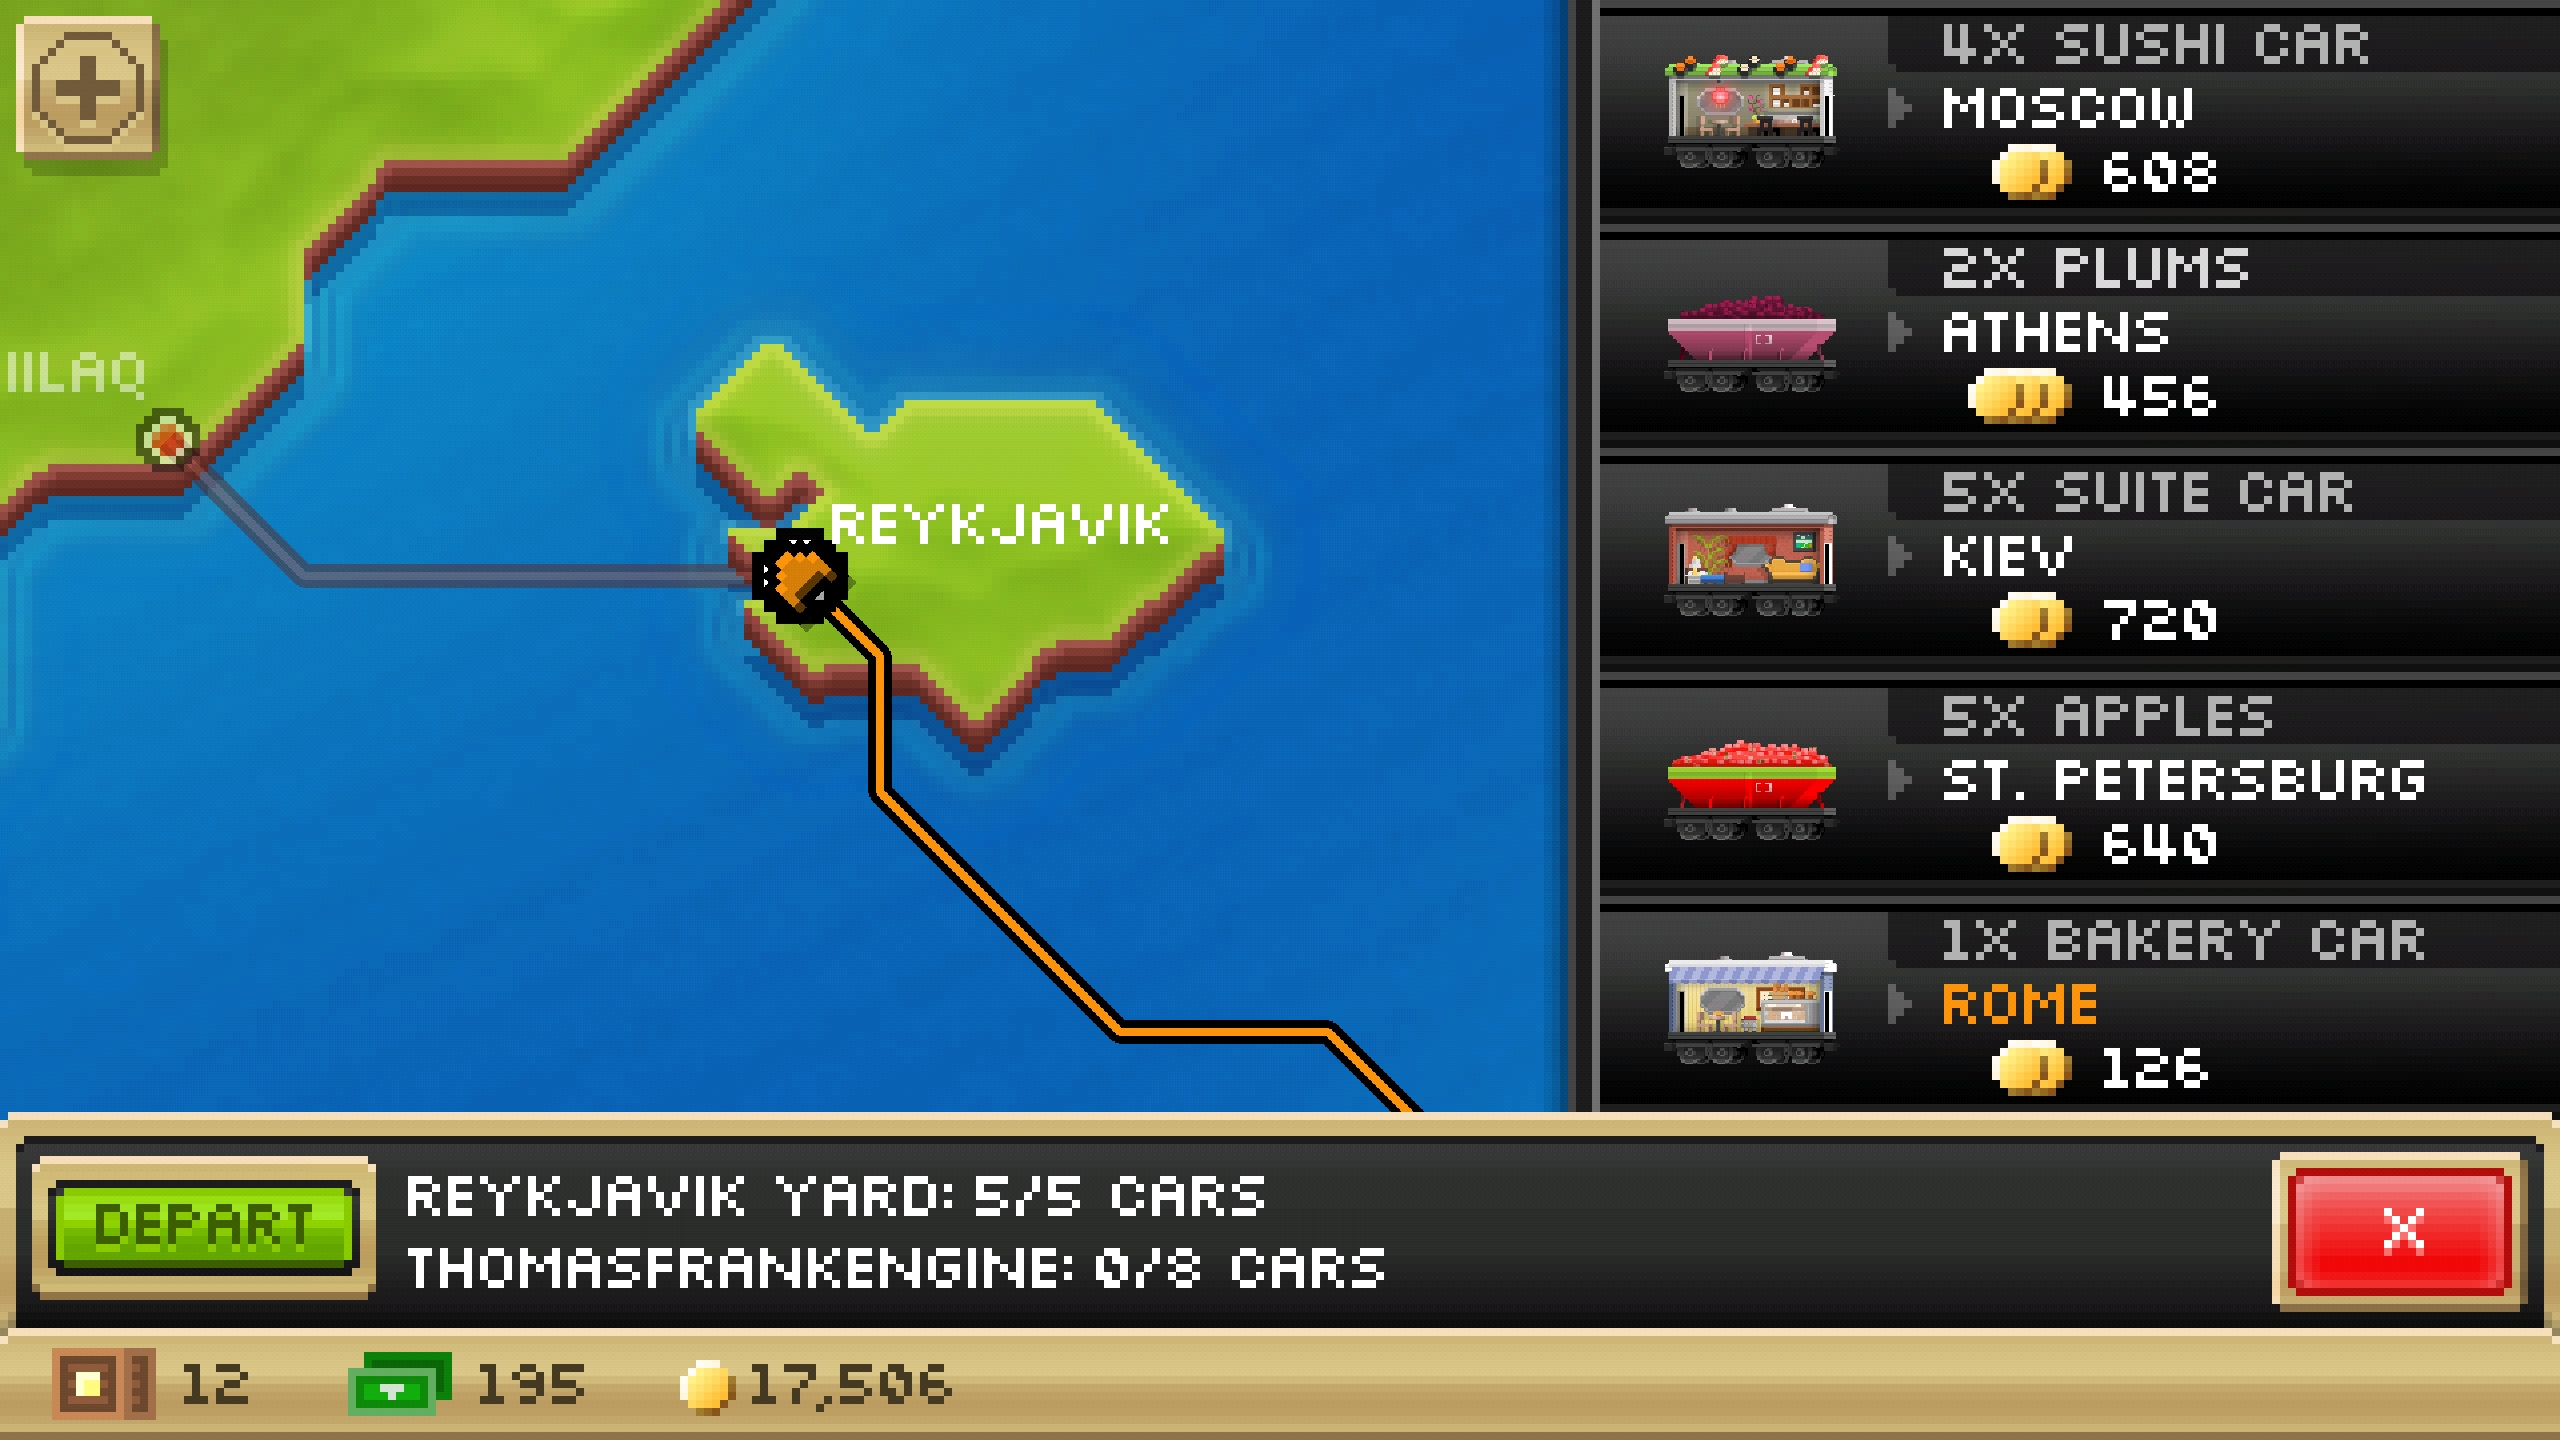 4X SUSHI CAR
MOSCOW
608
2X PLUMS
ATHENS
456
IILAQ
5X SUITE CAR
REYKJAVIK
KIEV
720
5X APPLES
ST. PETERSBURG
640
1X BAKERY CAR
ROME
126
DEPART
REYKJAVIK YARD: 5/5 CARS
THOMASFRANKENGINE: 0/8 CARS
X
12
195
17,506